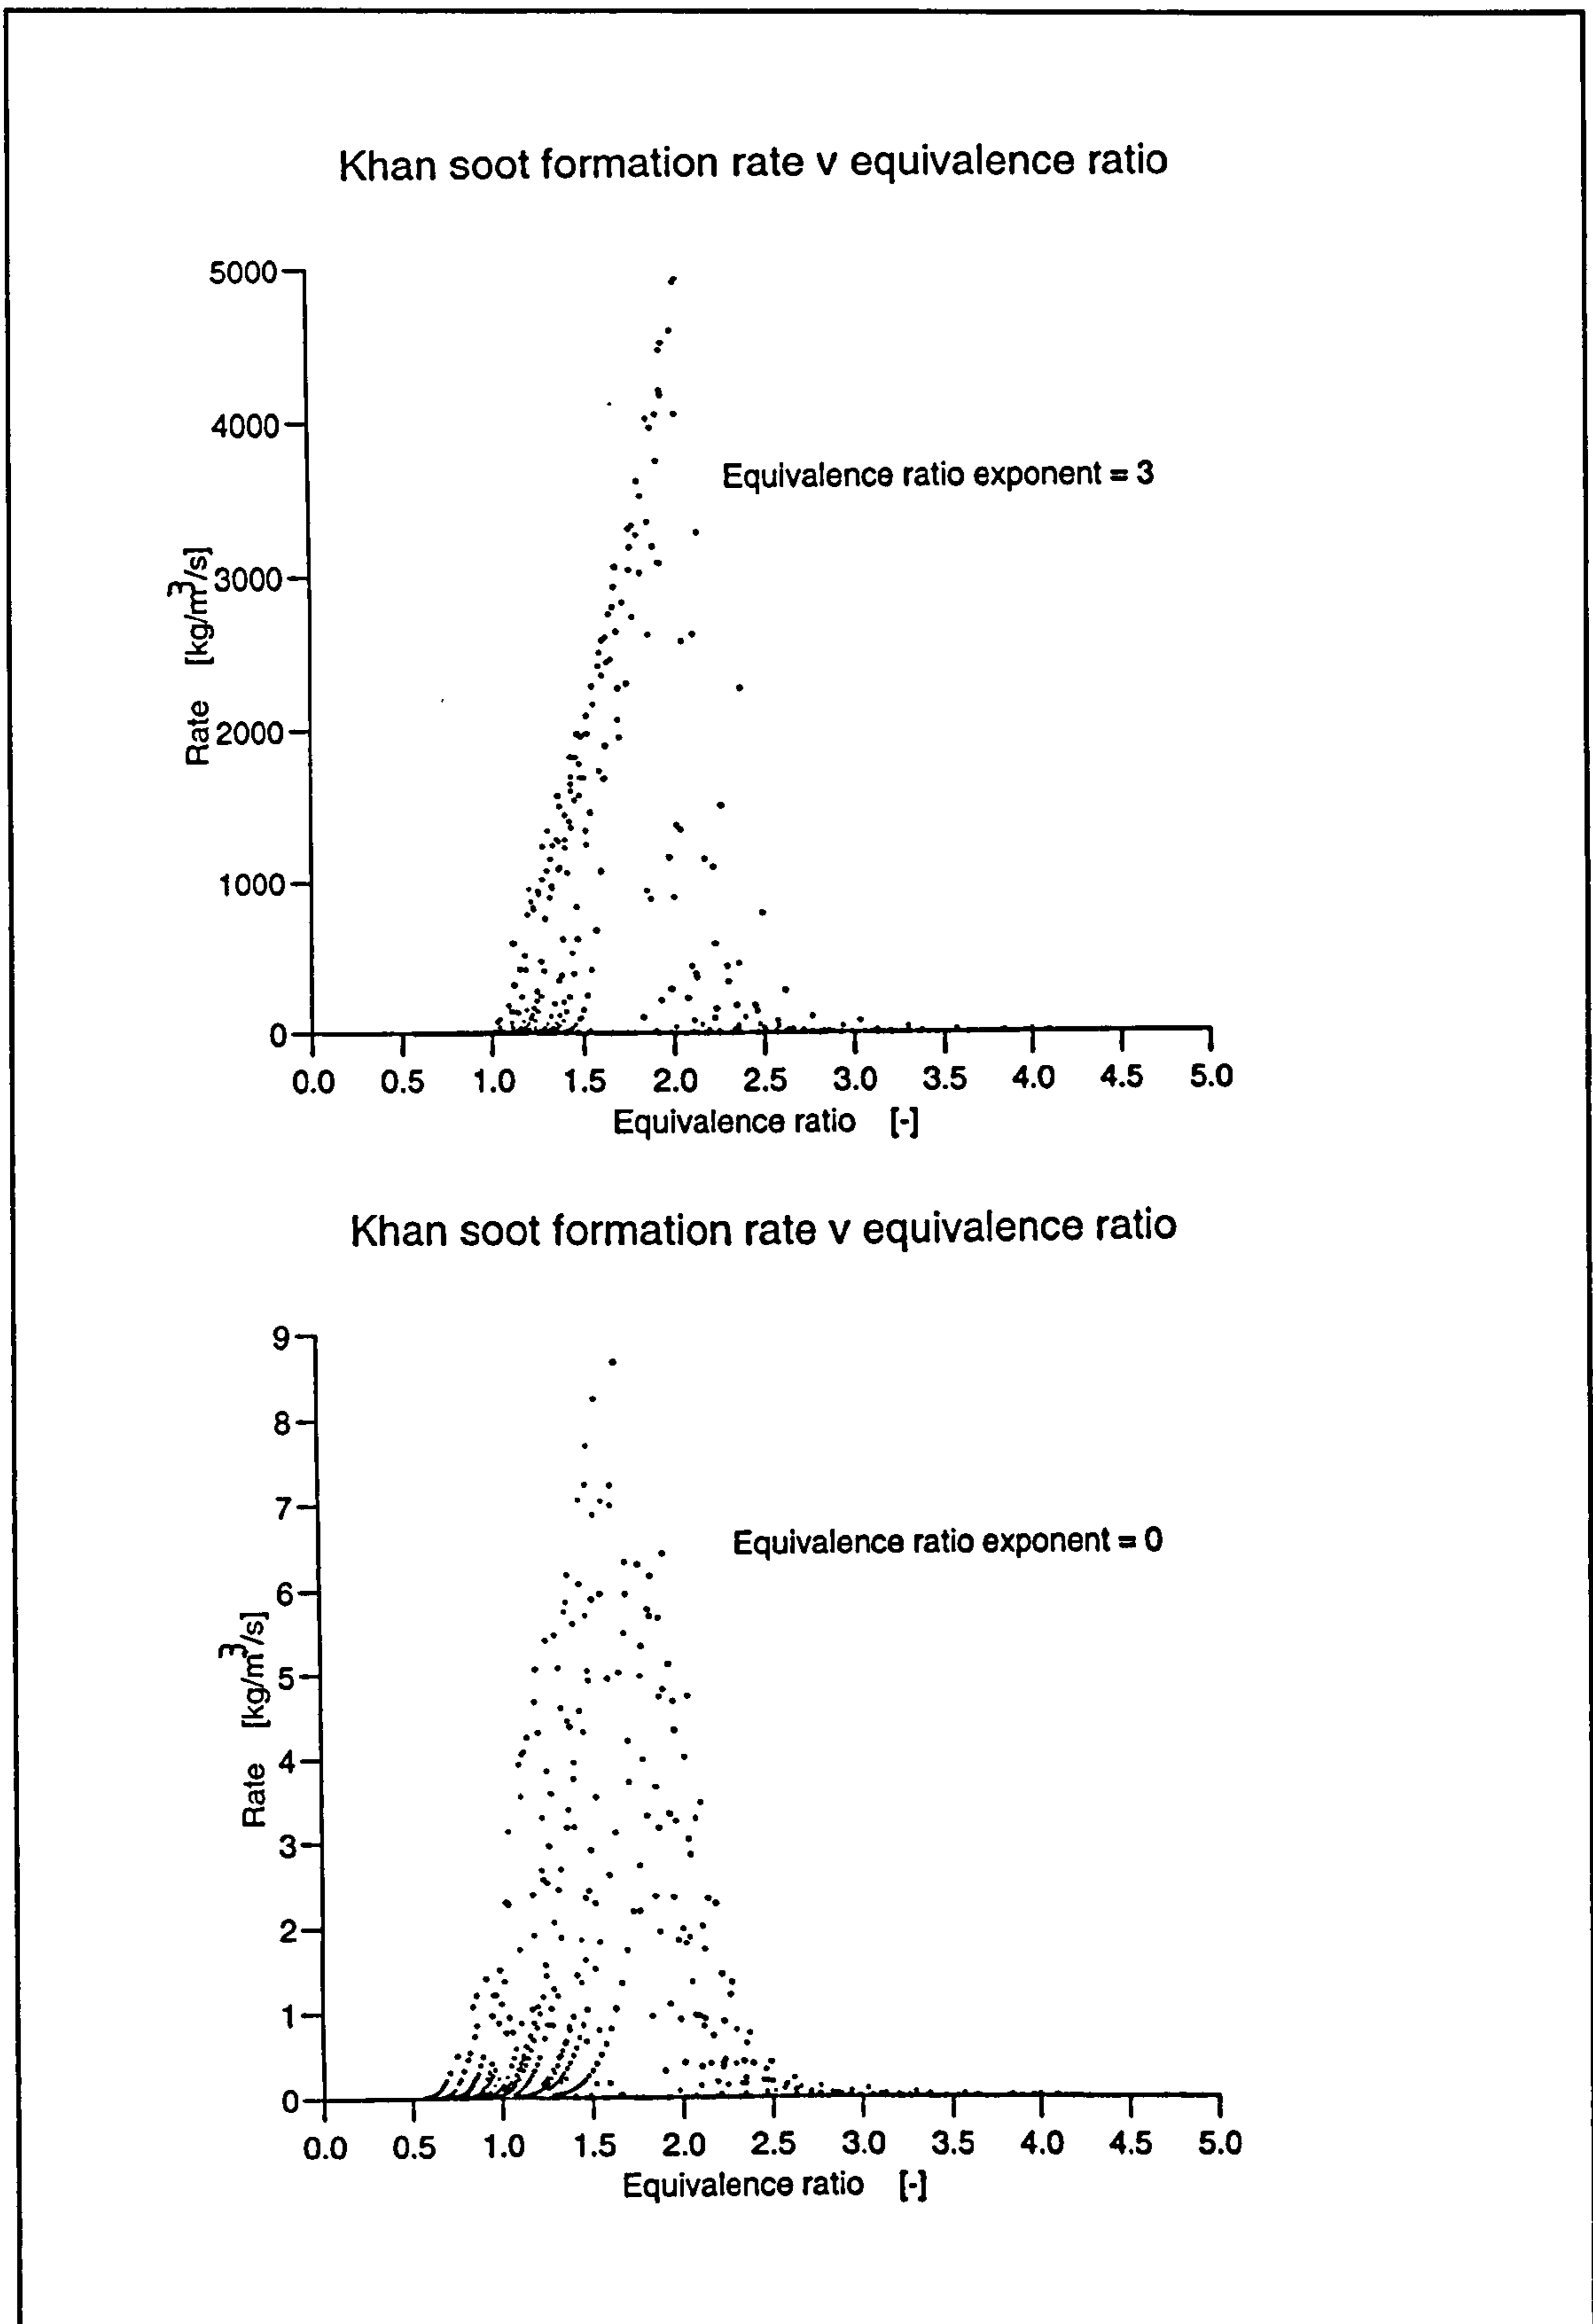 Khan soot formation rate v equivalence ratio
5000
4000
Equivalence ratio exponent = 3
Rate [kg/m³/s]
3000
2000
1000
0
0.0 0.5 1.0 1.5 2.0 2.5 3.0 3.5 4.0 4.5 5.0
Equivalence ratio [-]
Khan soot formation rate v equivalence ratio
9
8
7
Equivalence ratio exponent = 0
6
Rate [kg/m³/s]
5
4
3
2
1
0
0.0 0.5 1.0 1.5 2.0 2.5 3.0 3.5 4.0 4.5 5.0
Equivalence ratio [-]